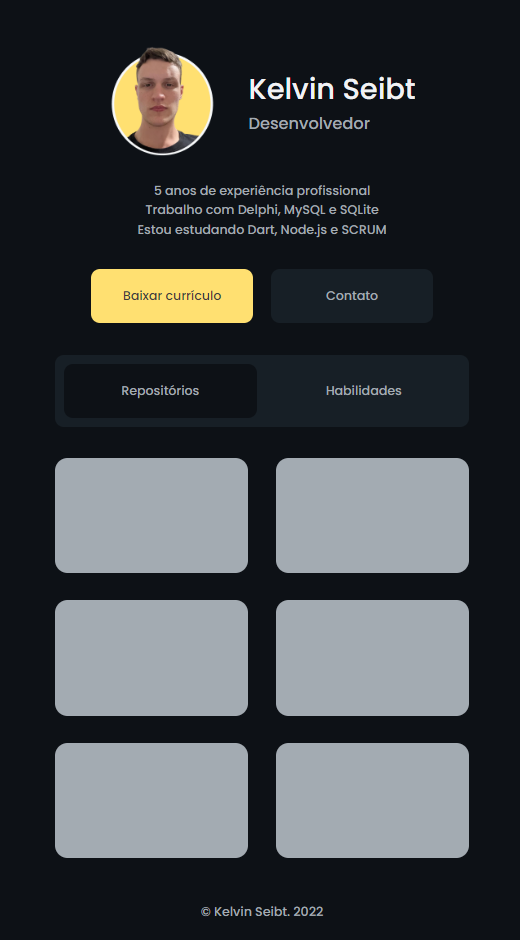 Kelvin Seibt
Desenvolvedor
5 anos de experiência profissional
Trabalho com Delphi, MySQL e SQLite
Estou estudando Dart, Node.js e SCRUM
Baixar currículo
Contato
Repositórios
Habilidades
© Kelvin Seibt. 2022